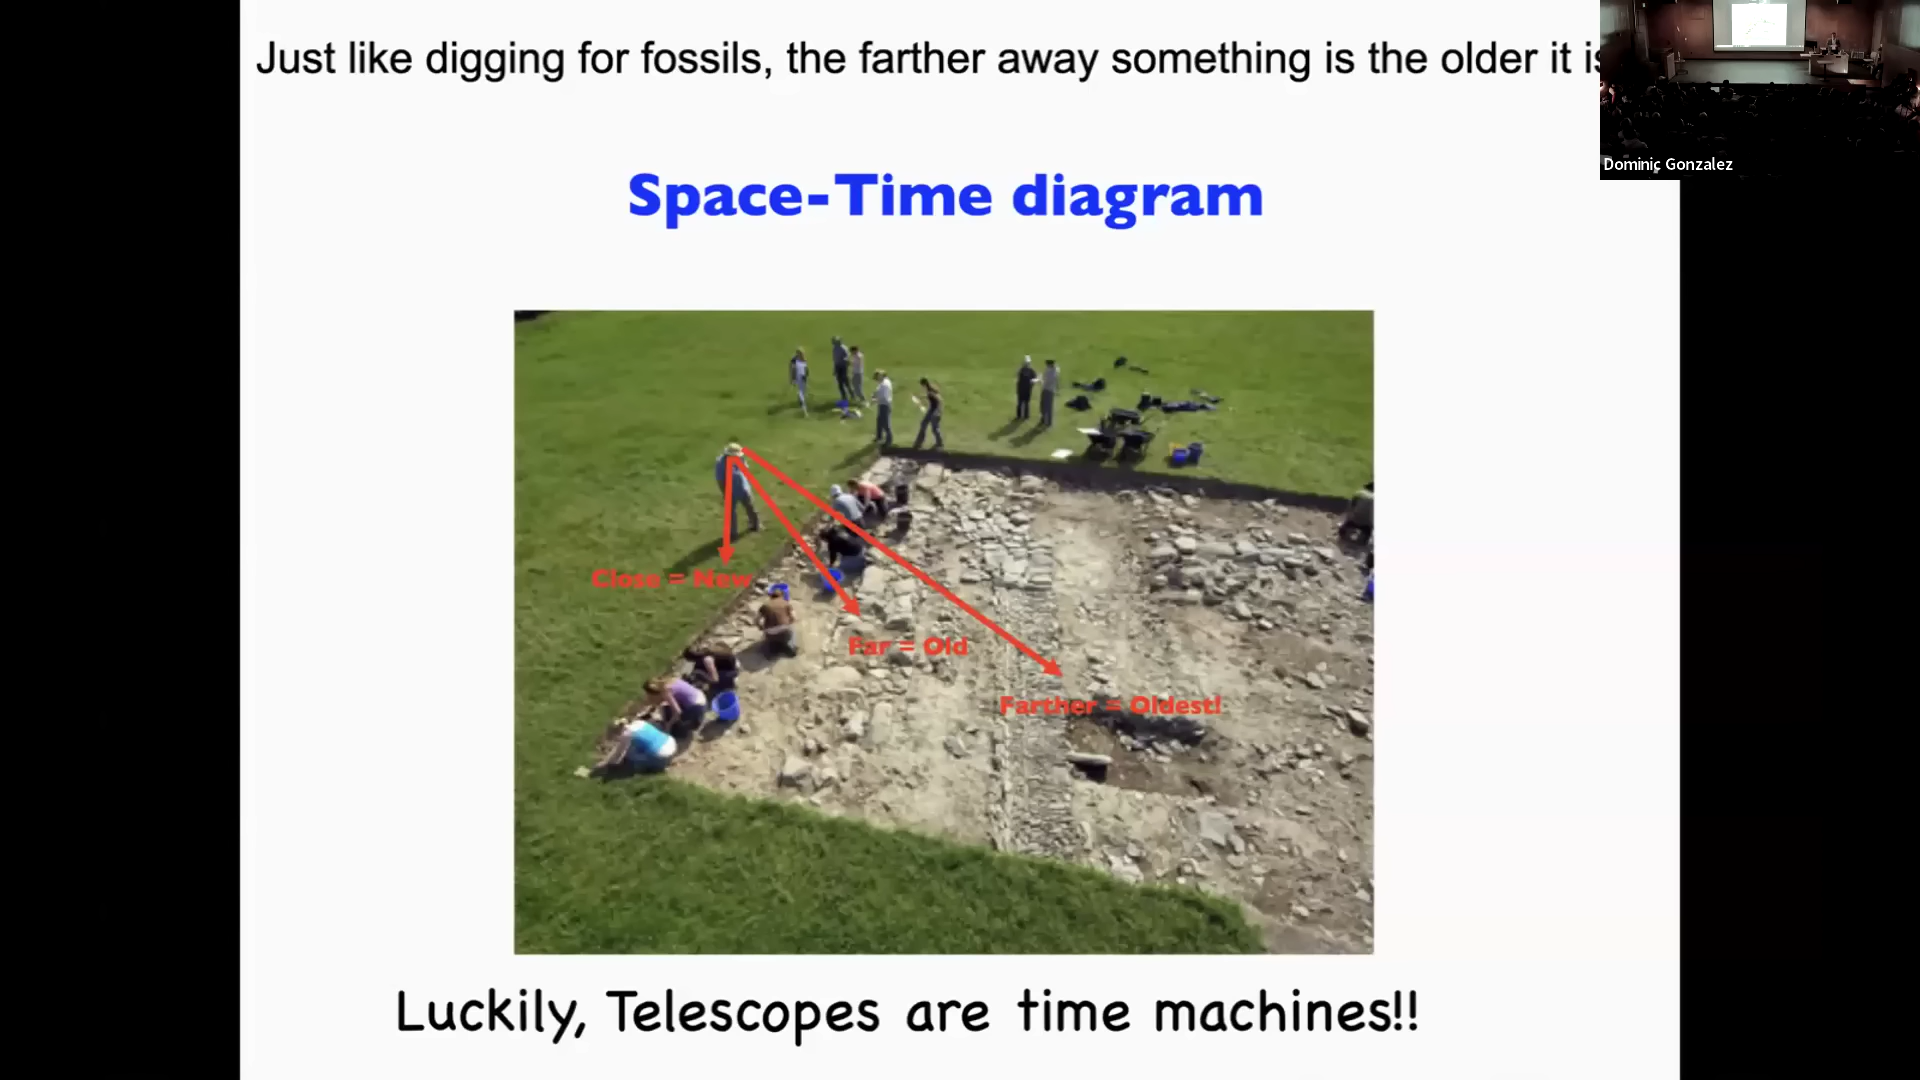 Just like digging for fossils, the farther away something is the older it is
Dominic Gonzalez
Space-Time diagram
Close = New
Far = Old
Farther = Oldest!
Luckily, Telescopes are time machines!!